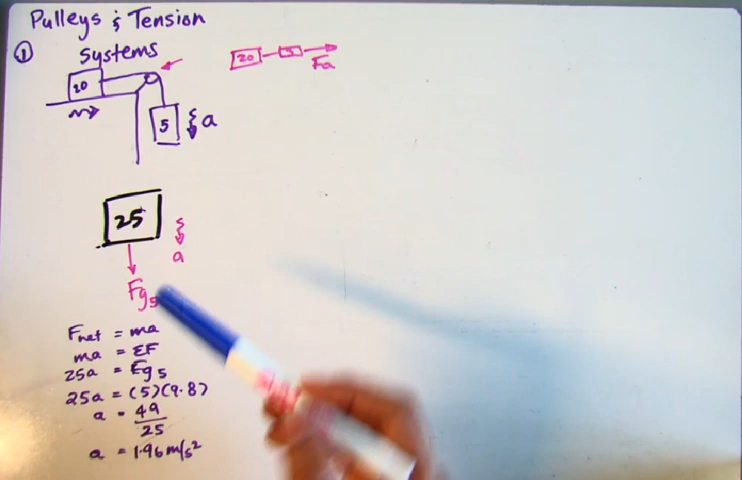 Pulleys & Tension
① systems
20 5 Fa
20
5 a
25
a
Fg5
Fnet = ma
ma = ΣF
25a = Fg5
25a = (5)(9.8)
a = 49/25
a = 1.96 m/s²